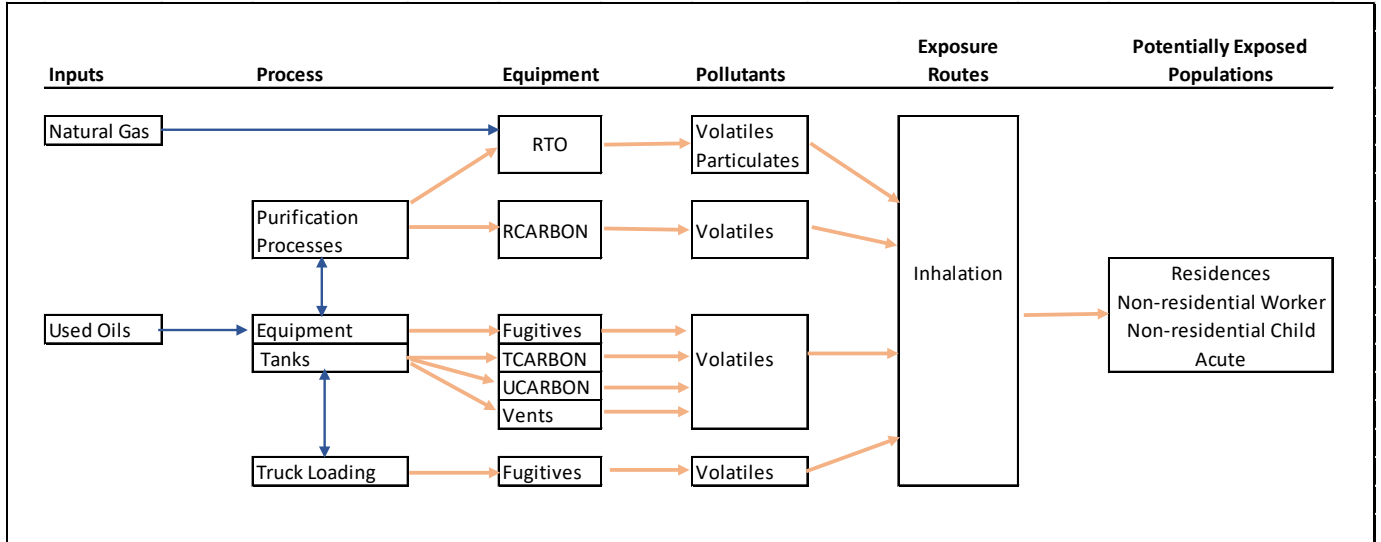 Inputs
Process
Equipment
Pollutants
Exposure
Routes
Potentially Exposed
Populations
Natural Gas
RTO
Volatiles
Particulates
Purification
Processes
RCARBON
Volatiles
Inhalation
Residences
Non-residential Worker
Non-residential Child
Acute
Used Oils
Equipment
Tanks
Fugitives
TCARBON
UCARBON
Vents
Volatiles
Truck Loading
Fugitives
Volatiles